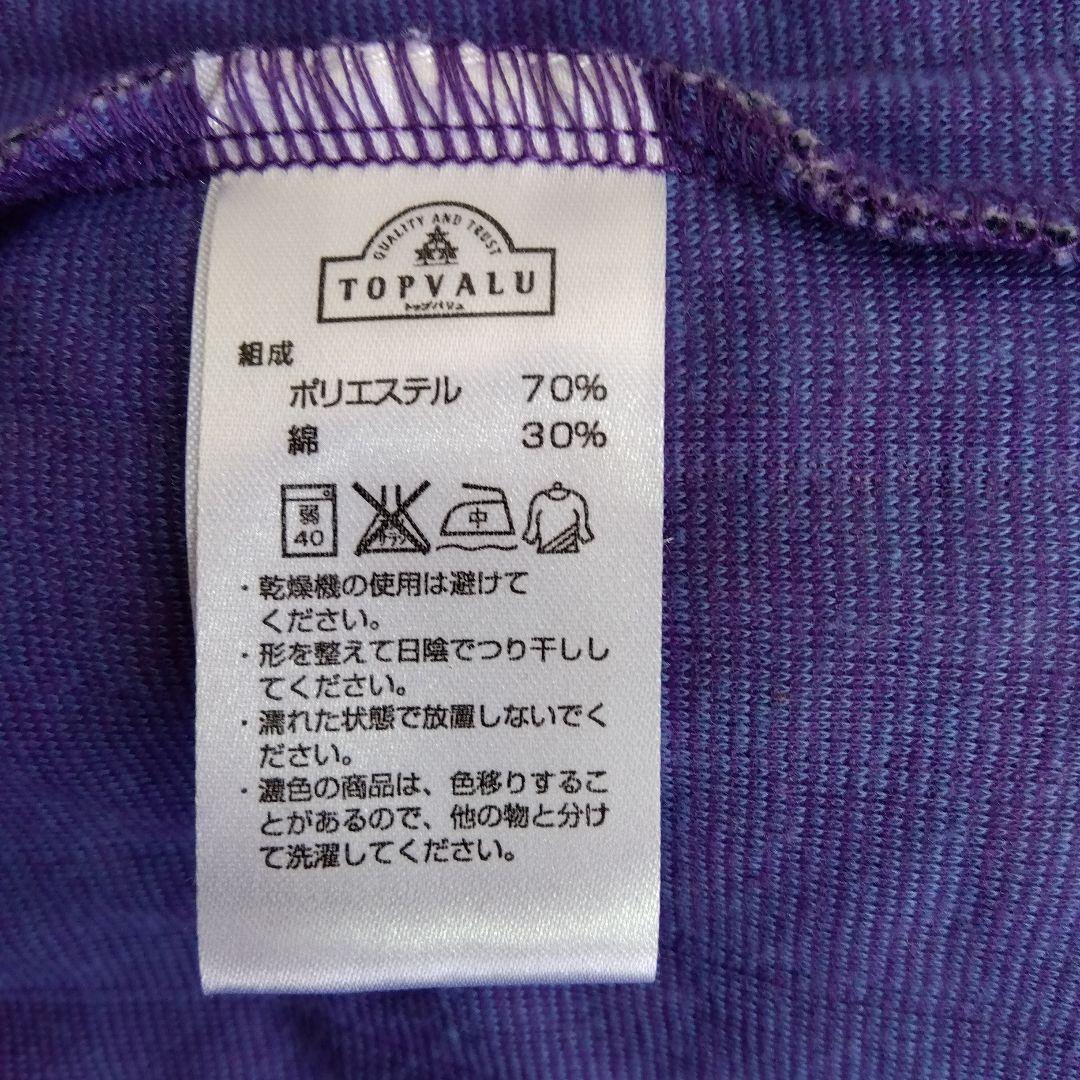 QUALITY AND TRUST
TOPVALU
トップバリュ
組成
ポリエステル 70%
綿 30%
弱
40
中
・乾燥機の使用は避けて
ください。
・形を整えて日陰でつり干しし
てください。
・濡れた状態で放置しないでく
ださい。
・濃色の商品は、色移りするこ
とがあるので、他の物と分け
て洗濯してください。